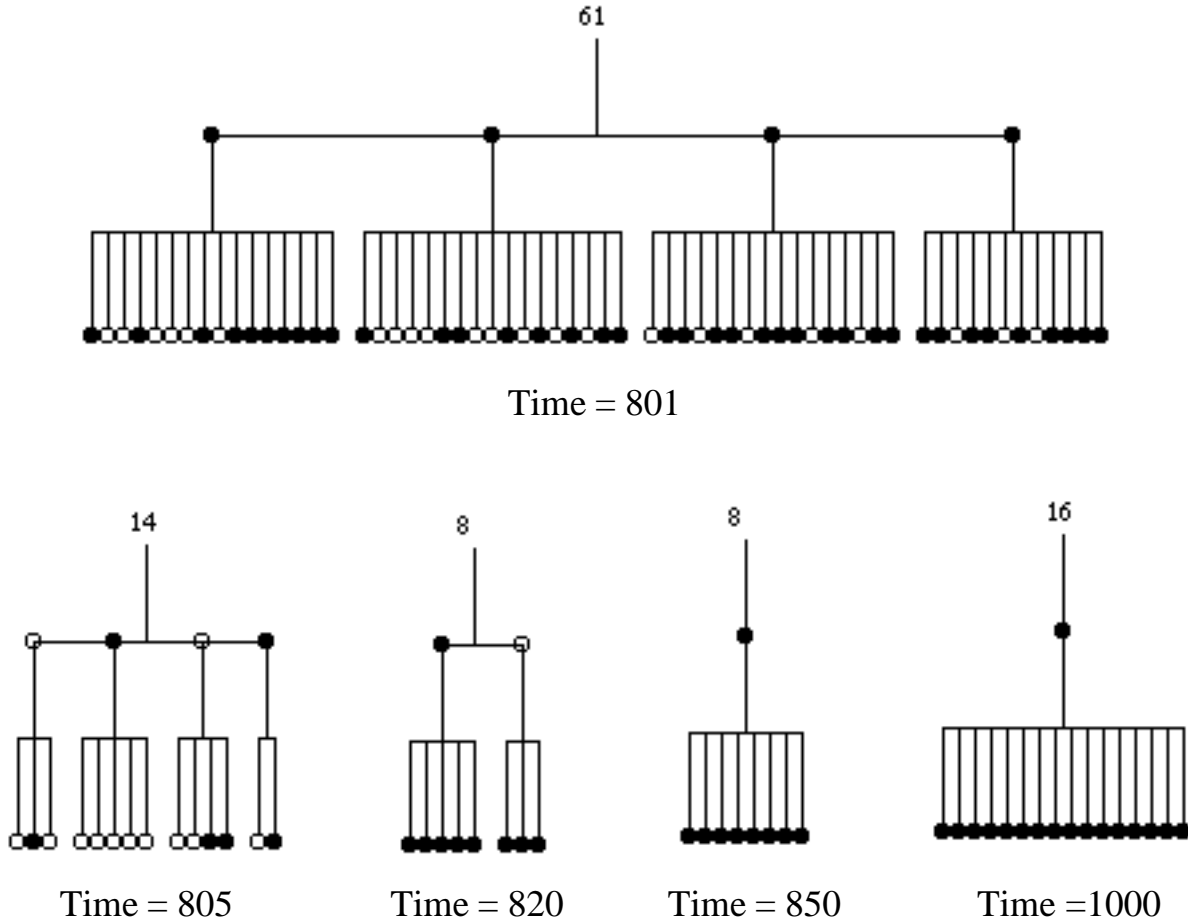 61
Time = 801
14
8
8
16
Time = 805
Time = 820
Time = 850
Time =1000